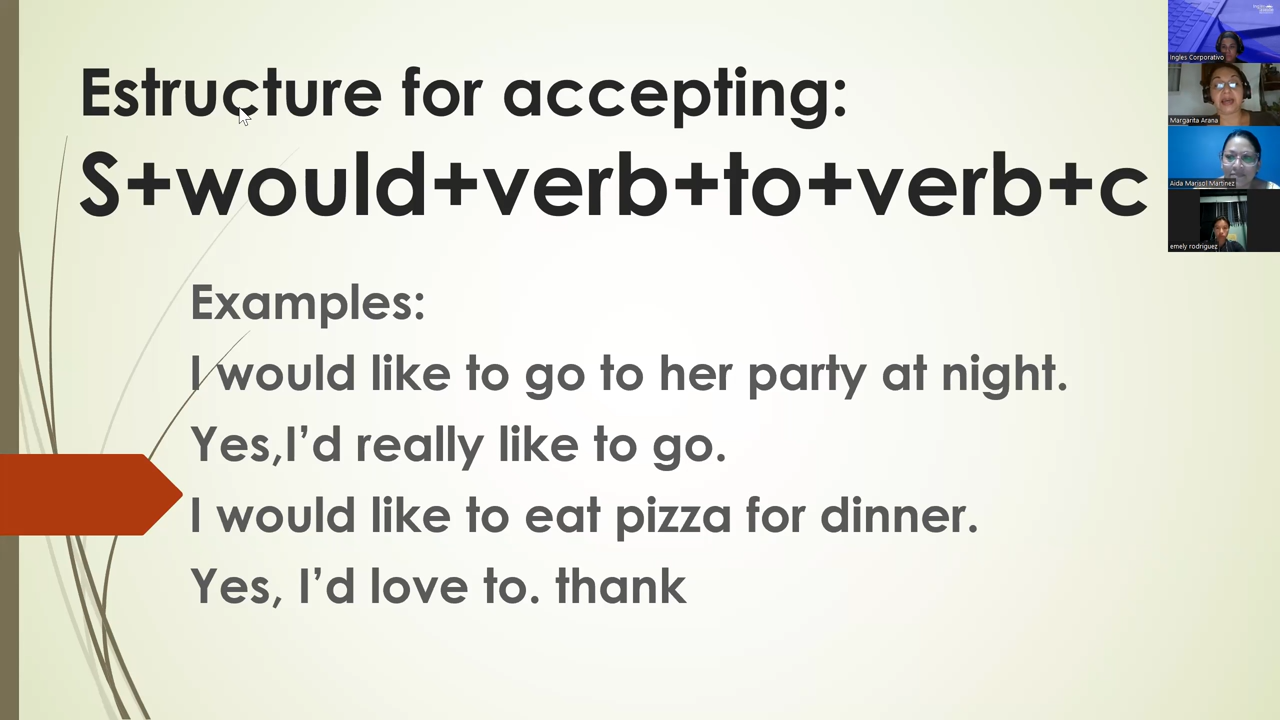 Estructure for accepting:
S+would+verb+to+verb+c
Examples:
I would like to go to her party at night.
Yes,I’d really like to go.
I would like to eat pizza for dinner.
Yes, I’d love to. thank
Ingles Corporativo
Margarita Arana
Aida Marisol Martinez
emely rodriguez